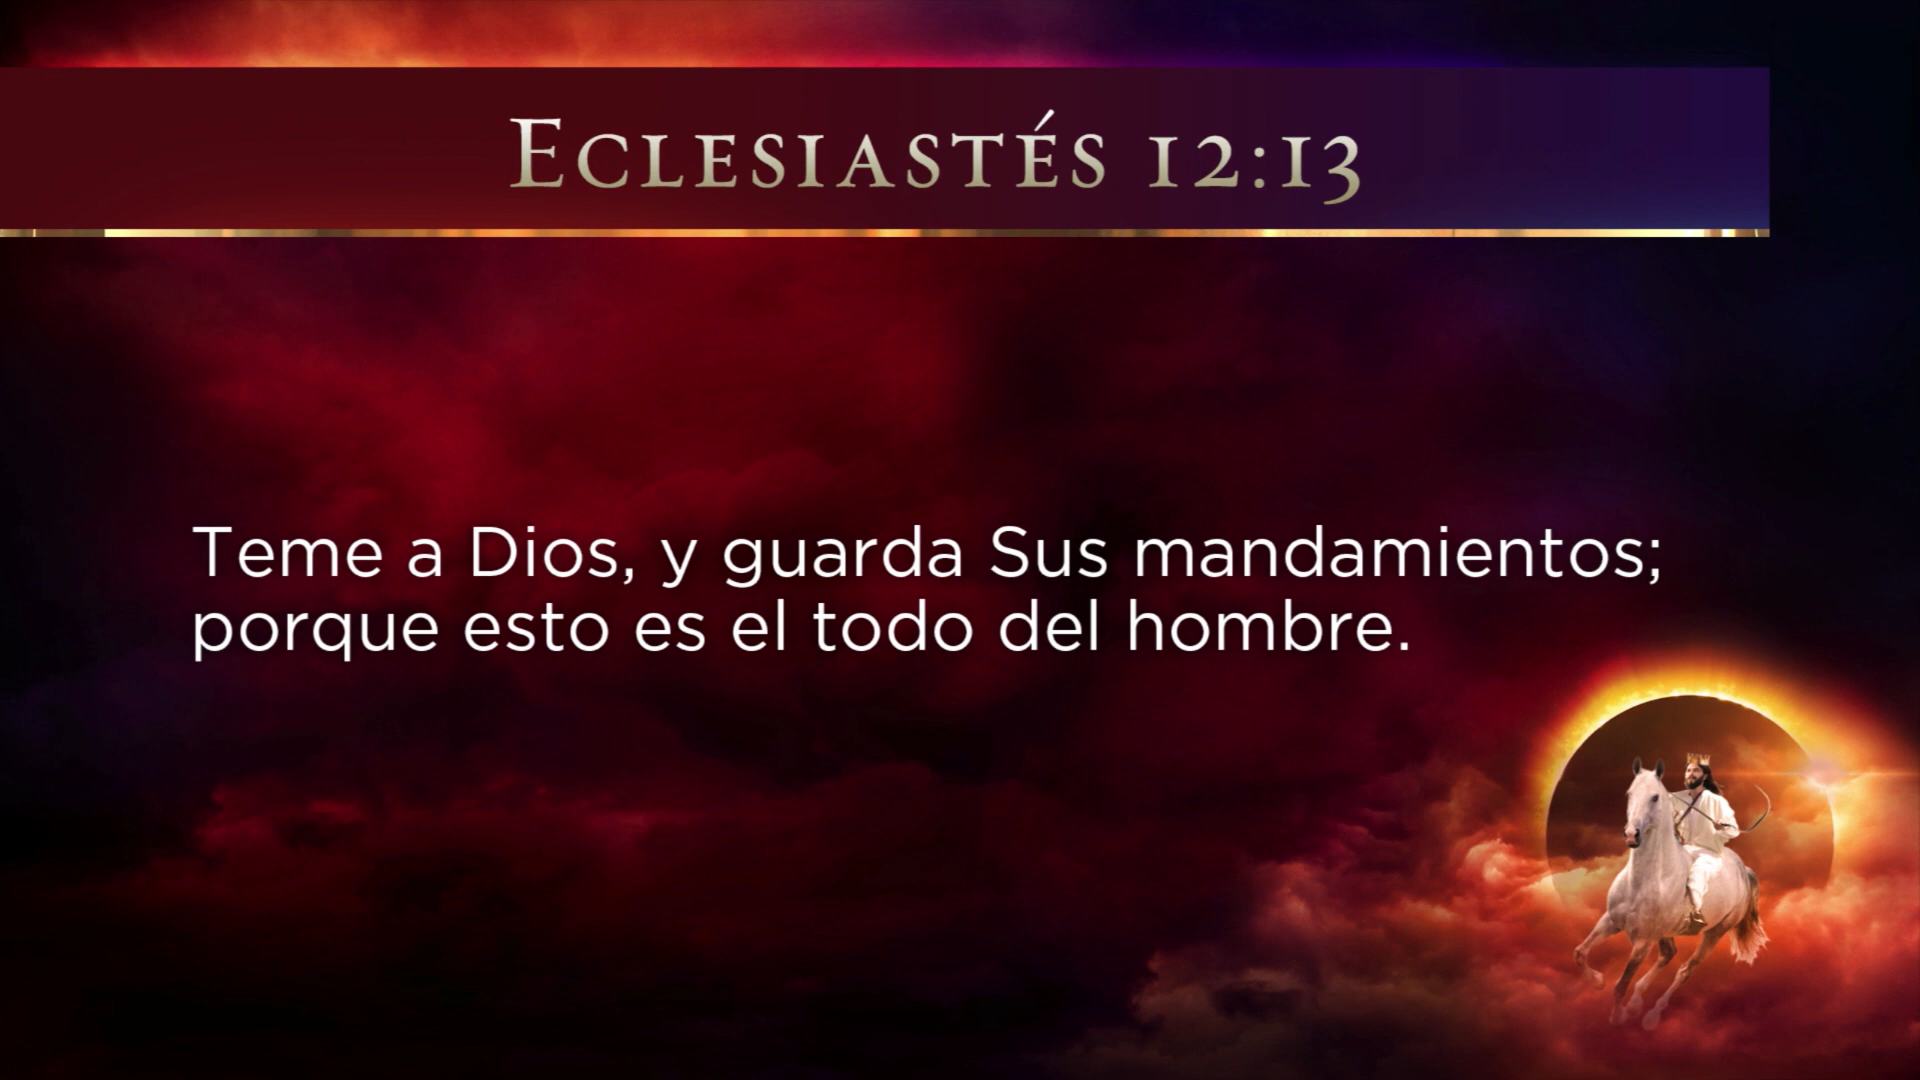 Eclesiastés 12:13
Teme a Dios, y guarda Sus mandamientos;
porque esto es el todo del hombre.